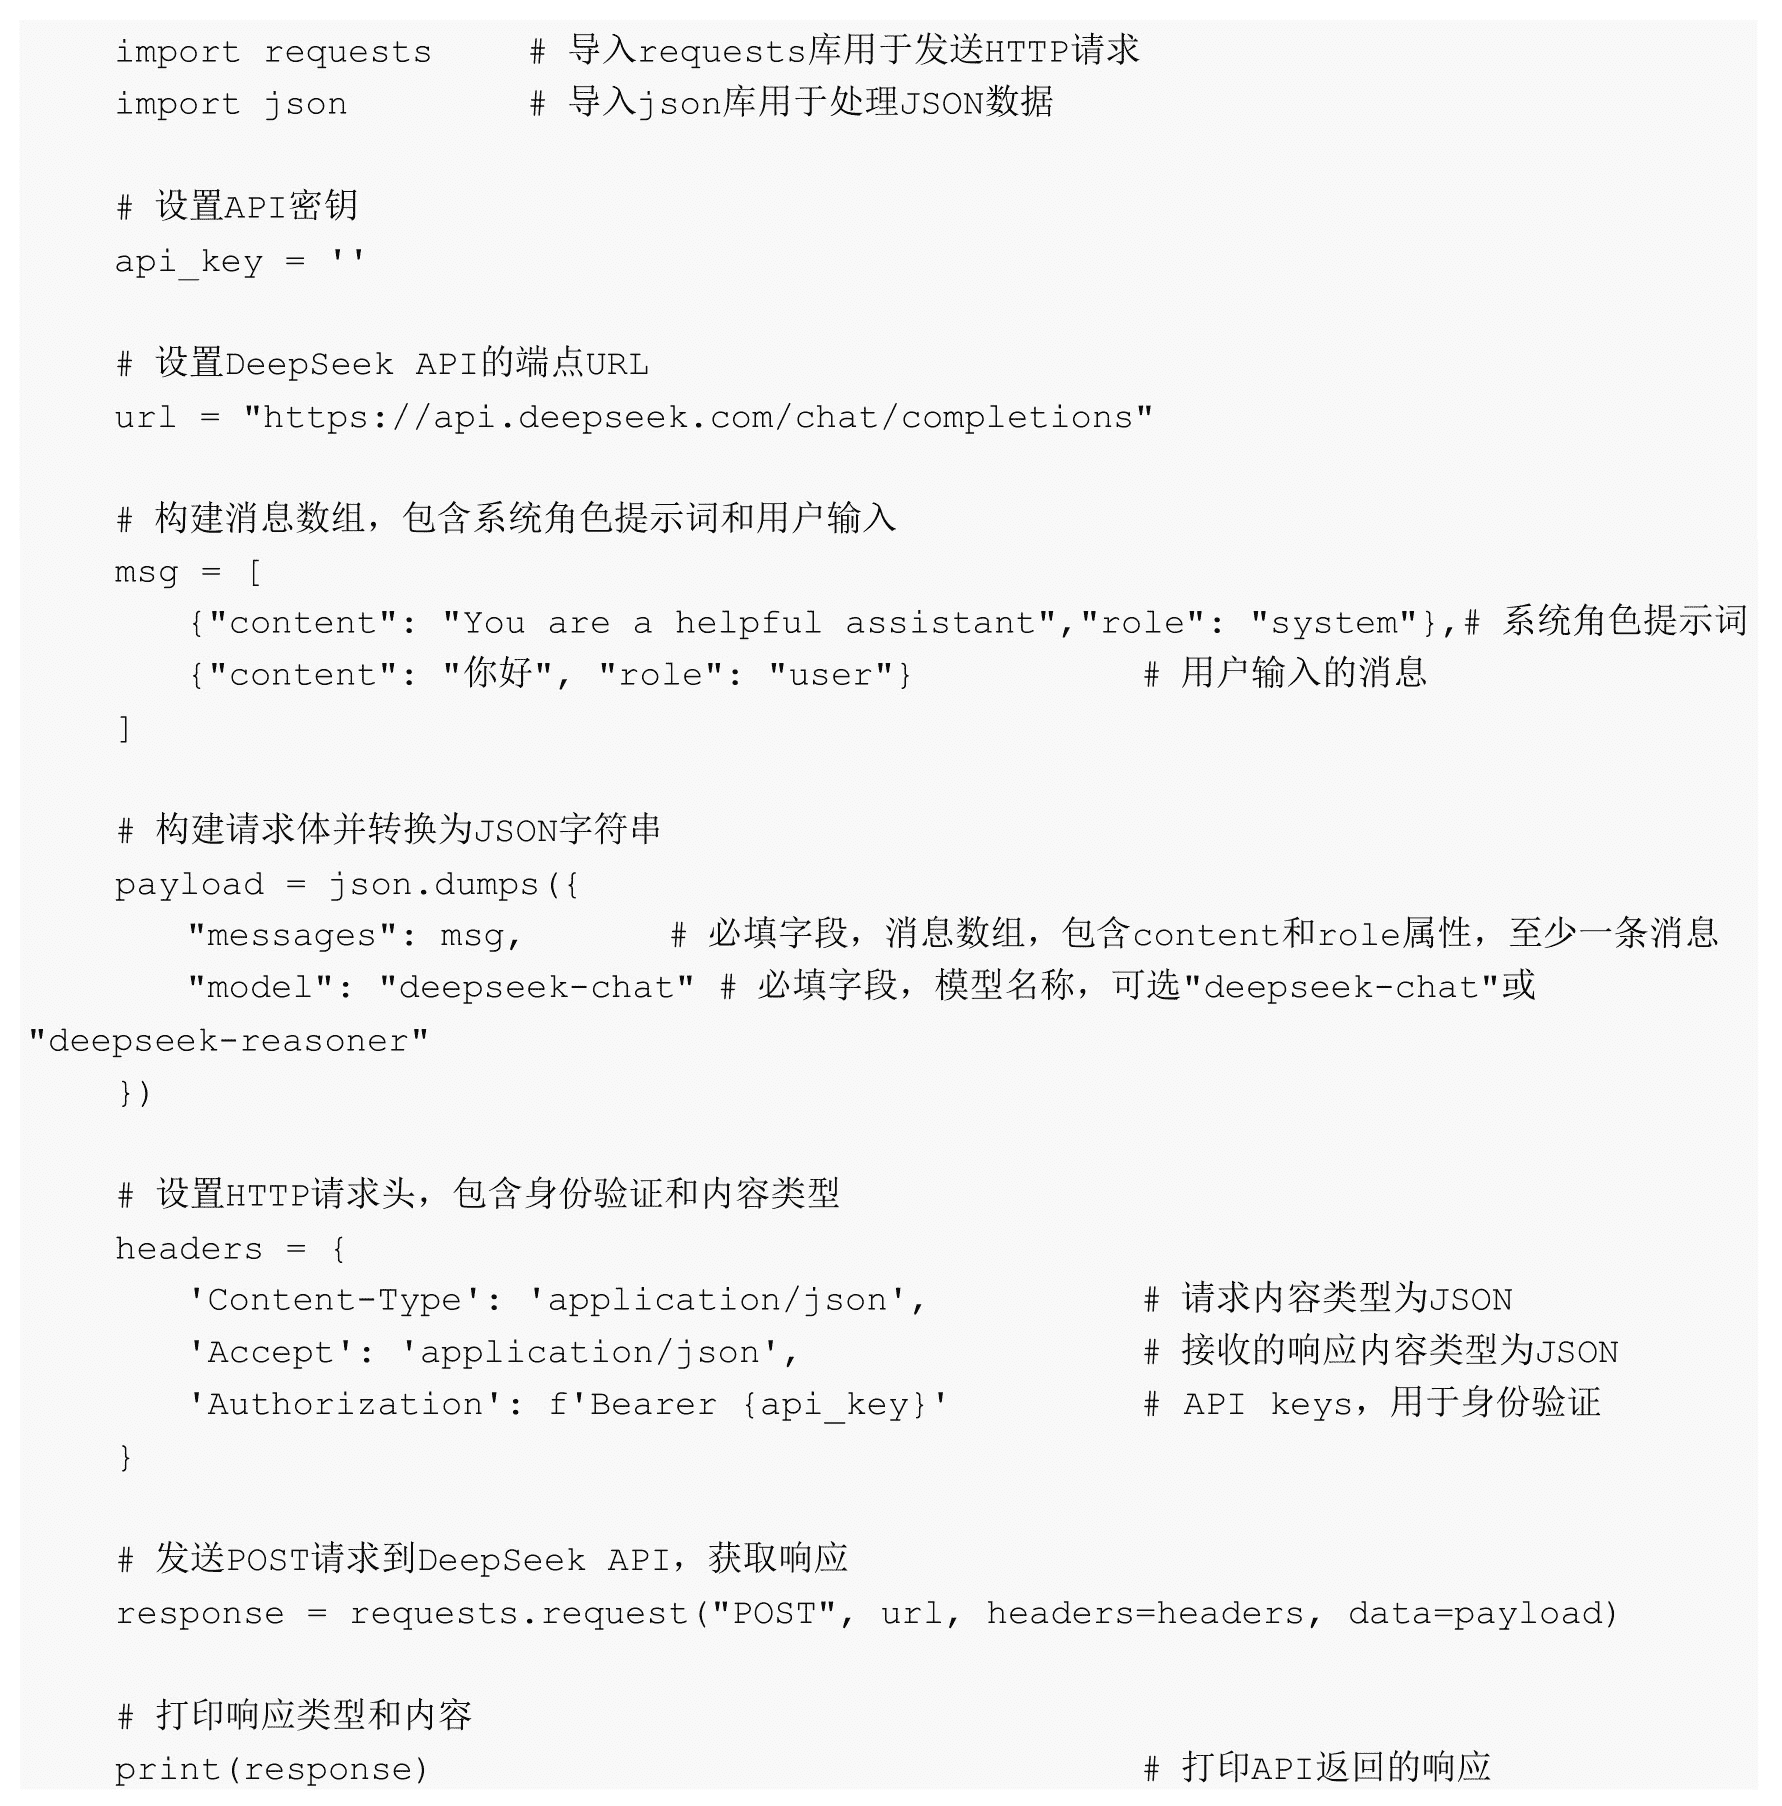 import requests # 导入requests库用于发送HTTP请求
import json # 导入json库用于处理JSON数据
# 设置API密钥
api_key = ''
# 设置DeepSeek API的端点URL
url = "https://api.deepseek.com/chat/completions"
# 构建消息数组，包含系统角色提示词和用户输入
msg = [
{"content": "You are a helpful assistant","role": "system"},# 系统角色提示词
{"content": "你好", "role": "user"} # 用户输入的消息
]
# 构建请求体并转换为JSON字符串
payload = json.dumps({
"messages": msg, # 必填字段，消息数组，包含content和role属性，至少一条消息
"model": "deepseek-chat" # 必填字段，模型名称，可选"deepseek-chat"或
"deepseek-reasoner"
})
# 设置HTTP请求头，包含身份验证和内容类型
headers = {
'Content-Type': 'application/json', # 请求内容类型为JSON
'Accept': 'application/json', # 接收的响应内容类型为JSON
'Authorization': f'Bearer {api_key}' # API keys，用于身份验证
}
# 发送POST请求到DeepSeek API，获取响应
response = requests.request("POST", url, headers=headers, data=payload)
# 打印响应类型和内容
print(response) # 打印API返回的响应